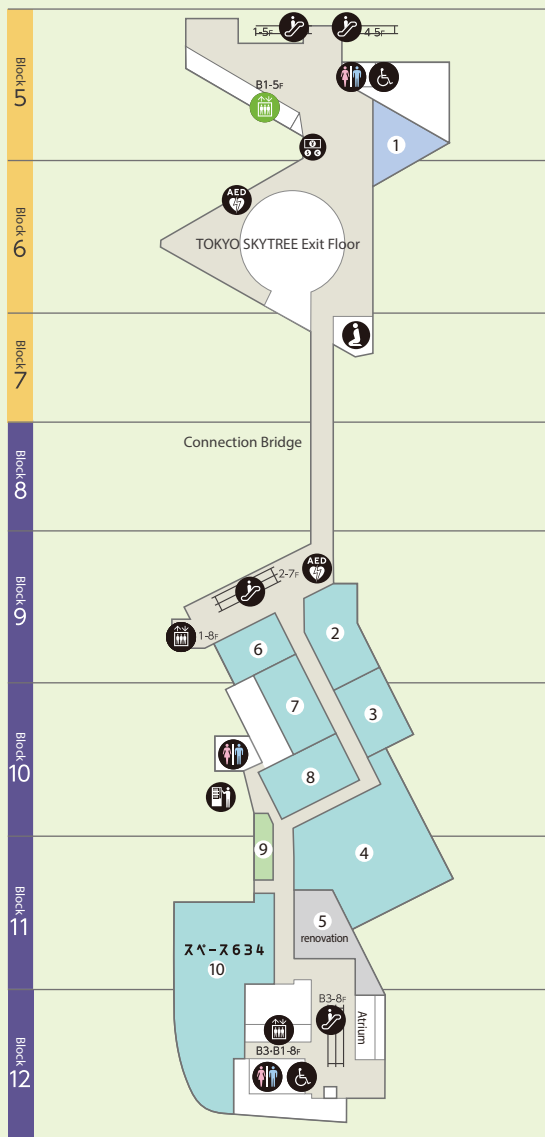 Block
5
1-5F
4-5F
B1-5F
1
Block
6
AED
TOKYO SKYTREE Exit Floor
Block
7
Block
8
Connection Bridge
Block
9
2-7F
AED
1-8F
2
6
Block
10
7
3
8
Block
11
9
4
5
renovation
スペース634
10
Block
12
B3-8F
Atrium
B3·B1-8F